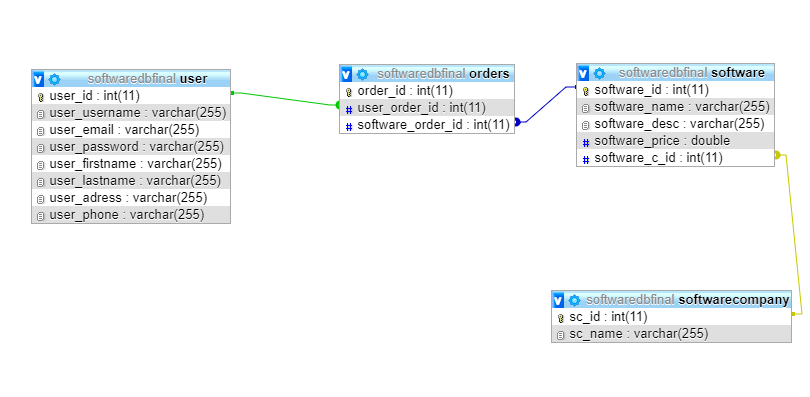 softwaredbfinal user
user_id : int(11)
user_username : varchar(255)
user_email : varchar(255)
user_password : varchar(255)
user_firstname : varchar(255)
user_lastname : varchar(255)
user_adress : varchar(255)
user_phone : varchar(255)
softwaredbfinal orders
order_id : int(11)
user_order_id : int(11)
software_order_id : int(11)
softwaredbfinal software
software_id : int(11)
software_name : varchar(255)
software_desc : varchar(255)
software_price : double
software_c_id : int(11)
softwaredbfinal softwarecompany
sc_id : int(11)
sc_name : varchar(255)